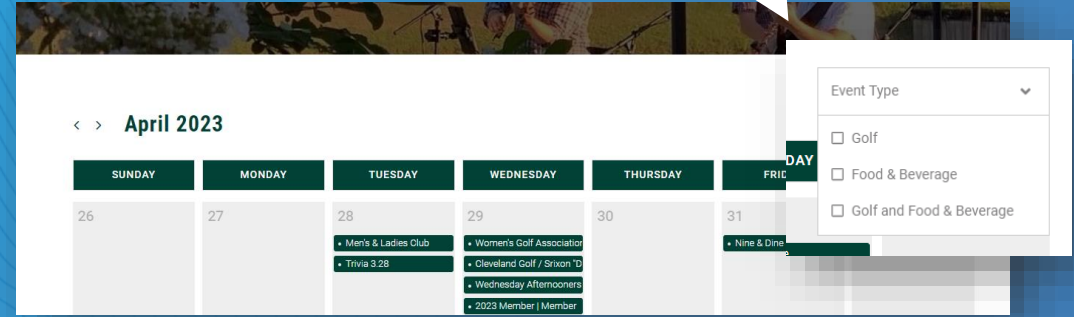 Event Type
Golf
Food & Beverage
Golf and Food & Beverage
April 2023
SUNDAY MONDAY TUESDAY WEDNESDAY THURSDAY FRID DAY
26 27 28 29 30 31
• Men's & Ladies Club • Women's Golf Association • Nine & Dine
• Trivia 3.28 • Cleveland Golf / Srixon "D
• Wednesday Afternooners
• 2023 Member | Member